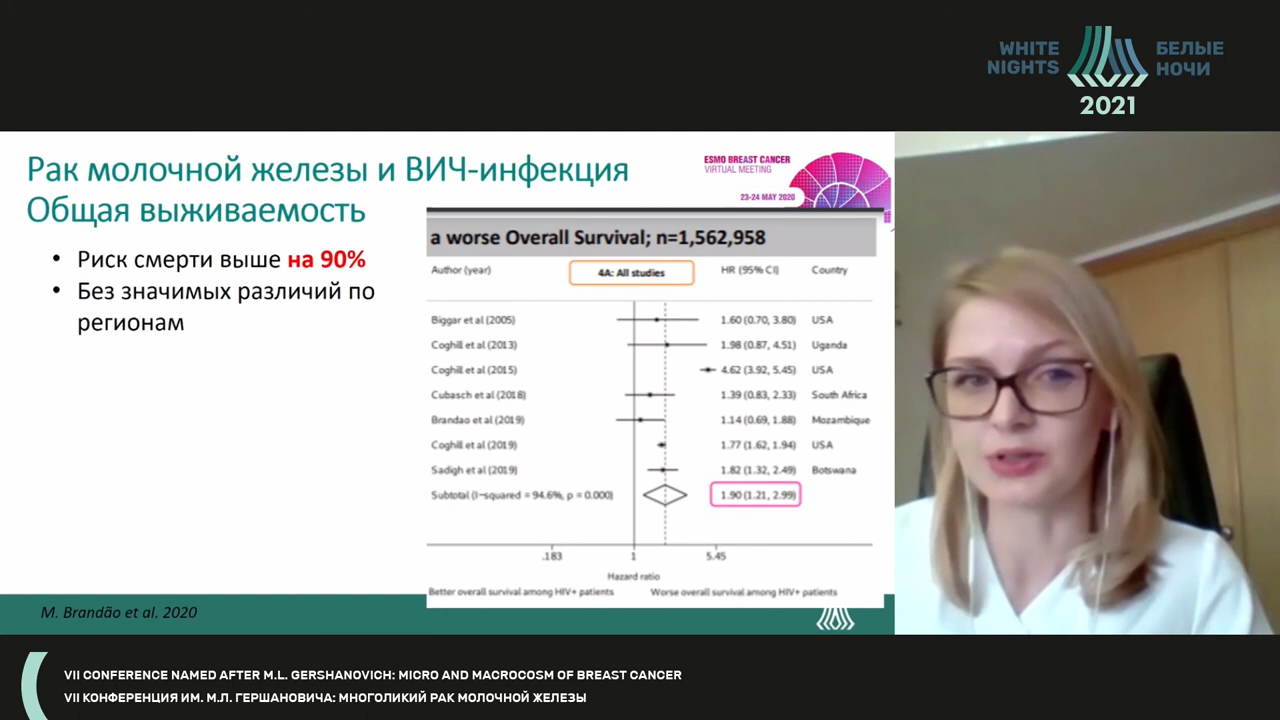 WHITE NIGHTS
БЕЛЫЕ НОЧИ
2021
Рак молочной железы и ВИЧ-инфекция
Общая выживаемость
• Риск смерти выше на 90%
• Без значимых различий по
регионам
ESMO BREAST CANCER
VIRTUAL MEETING
23-24 MAY 2020
a worse Overall Survival; n=1,562,958
Author (year) 4A: All studies HR (95% CI) Country
Biggar et al (2005) 1.60 (0.70, 3.80) USA
Coghill et al (2013) 1.98 (0.87, 4.51) Uganda
Coghill et al (2015) 4.62 (3.92, 5.45) USA
Cubasch et al (2018) 1.39 (0.83, 2.33) South Africa
Brandao et al (2019) 1.14 (0.69, 1.88) Mozambique
Coghill et al (2019) 1.77 (1.62, 1.94) USA
Sadigh et al (2019) 1.82 (1.32, 2.49) Botswana
Subtotal (I-squared = 94.6%, p = 0.000) 1.90 (1.21, 2.99)
.183 1 5.45
Hazard ratio
Better overall survival among HIV+ patients Worse overall survival among HIV+ patients
M. Brandão et al. 2020
VII CONFERENCE NAMED AFTER M.L. GERSHANOVICH: MICRO AND MACROCOSM OF BREAST CANCER
VII КОНФЕРЕНЦИЯ ИМ. М.Л. ГЕРШАНОВИЧА: МНОГОЛИКИЙ РАК МОЛОЧНОЙ ЖЕЛЕЗЫ